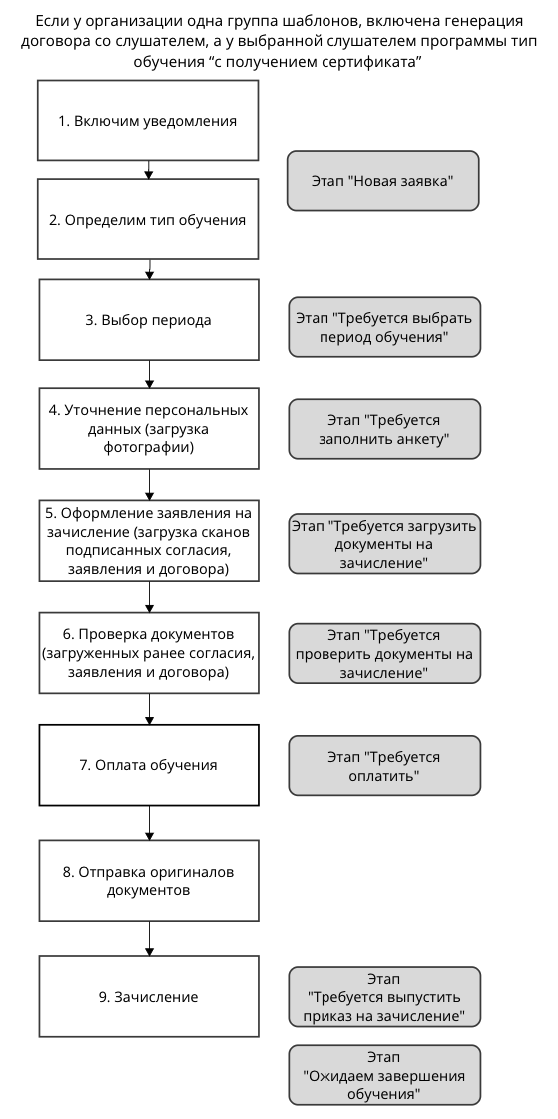 Если у организации одна группа шаблонов, включена генерация
договора со слушателем, а у выбранной слушателем программы тип
обучения “с получением сертификата”
1. Включим уведомления
Этап "Новая заявка"
2. Определим тип обучения
3. Выбор периода
Этап "Требуется выбрать
период обучения"
4. Уточнение персональных
данных (загрузка
фотографии)
Этап "Требуется
заполнить анкету"
5. Оформление заявления на
зачисление (загрузка сканов
подписанных согласия,
заявления и договора)
Этап "Требуется загрузить
документы на
зачисление"
6. Проверка документов
(загруженных ранее согласия,
заявления и договора)
Этап "Требуется
проверить документы на
зачисление"
7. Оплата обучения
Этап "Требуется
оплатить"
8. Отправка оригиналов
документов
9. Зачисление
Этап
"Требуется выпустить
приказ на зачисление"
Этап
"Ожидаем завершения
обучения"